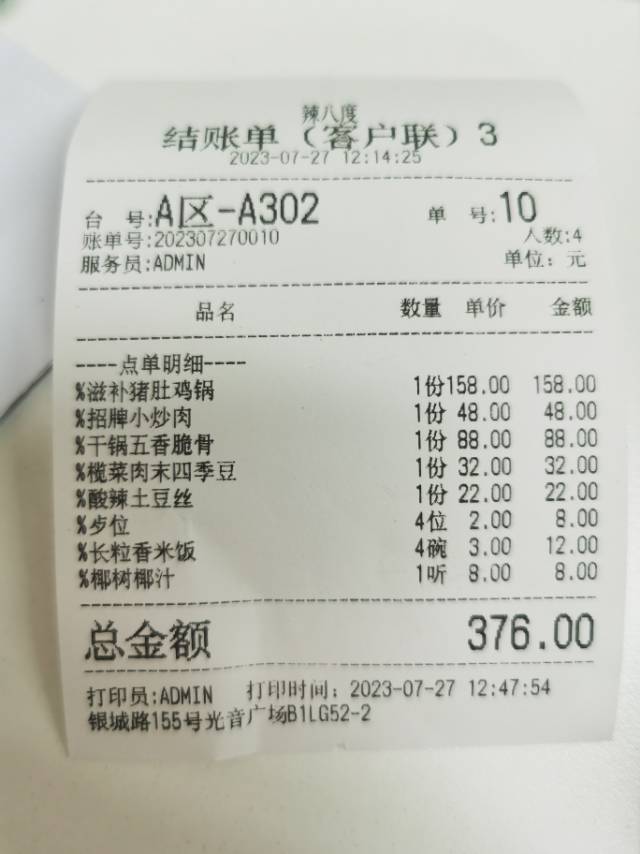 辣八度
结账单（客户联）3
2023-07-27 12:14:25
台 号:A区-A302 单 号:10
账单号:202307270010 人数:4
服务员:ADMIN 单位：元
品名 数量 单价 金额
----点单明细----
%滋补猪肚鸡锅 1份158.00 158.00
%招牌小炒肉 1份 48.00 48.00
%干锅五香脆骨 1份 88.00 88.00
%榄菜肉末四季豆 1份 32.00 32.00
%酸辣土豆丝 1份 22.00 22.00
%歺位 4位 2.00 8.00
%长粒香米饭 4碗 3.00 12.00
%椰树椰汁 1听 8.00 8.00
总金额 376.00
打印员:ADMIN 打印时间：2023-07-27 12:47:54
银城路155号光音广场B1LG52-2